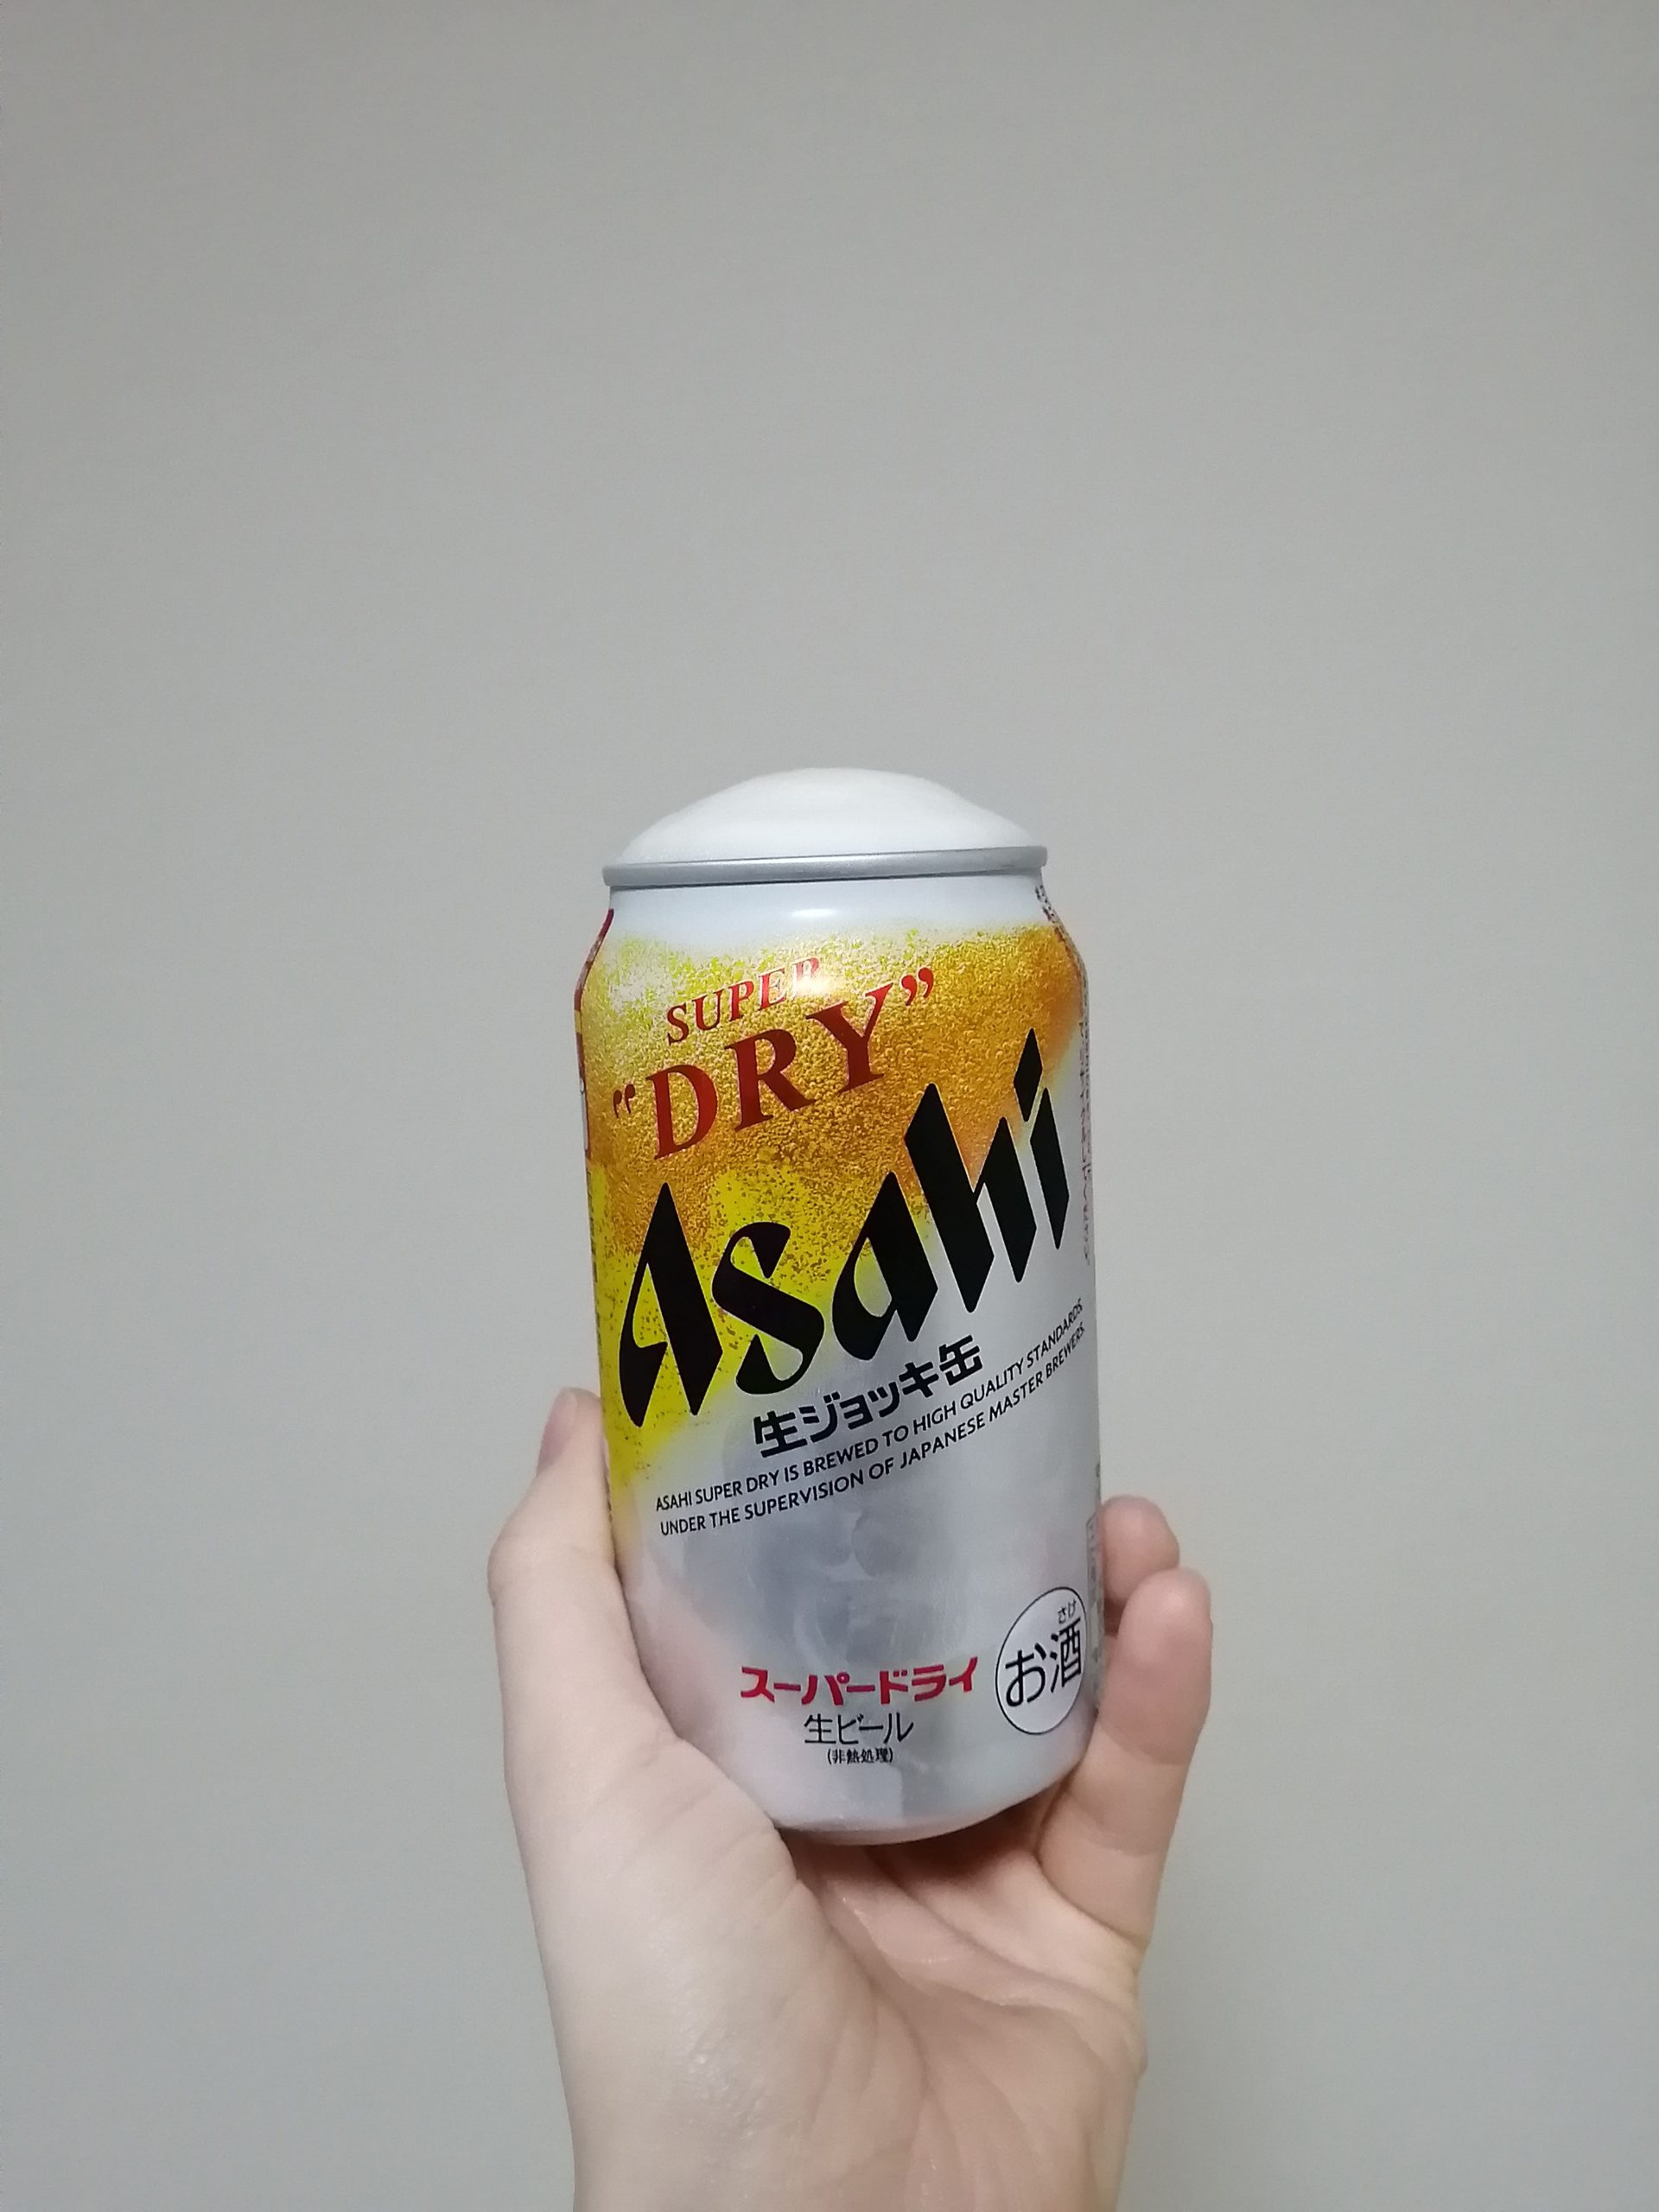 SUPER
“DRY”
Asahi
生ジョッキ缶
ASAHI SUPER DRY IS BREWED TO HIGH QUALITY STANDARDS
UNDER THE SUPERVISION OF JAPANESE MASTER BREWERS
さけ
お酒
スーパードライ
生ビール
(非熱処理)